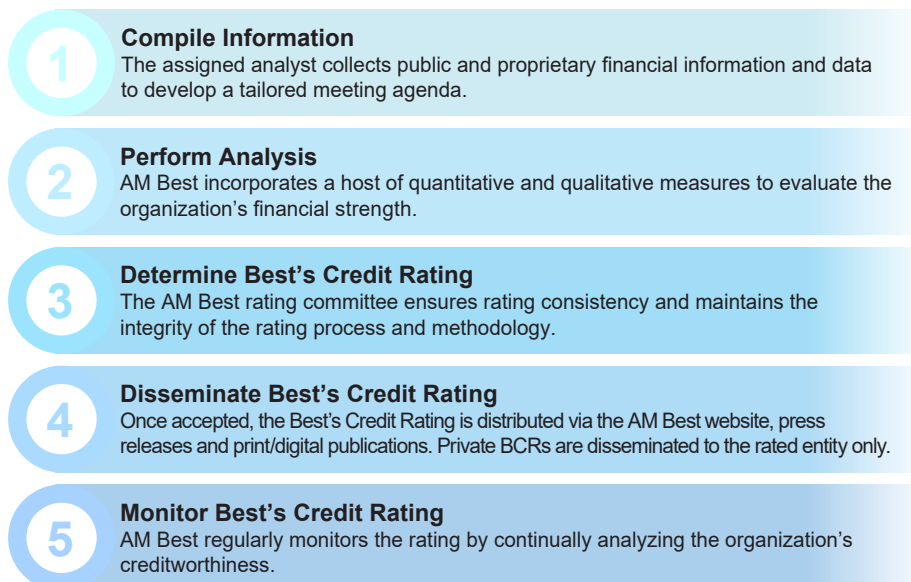 1
Compile Information
The assigned analyst collects public and proprietary financial information and data
to develop a tailored meeting agenda.
2
Perform Analysis
AM Best incorporates a host of quantitative and qualitative measures to evaluate the
organization’s financial strength.
3
Determine Best’s Credit Rating
The AM Best rating committee ensures rating consistency and maintains the
integrity of the rating process and methodology.
4
Disseminate Best’s Credit Rating
Once accepted, the Best’s Credit Rating is distributed via the AM Best website, press
releases and print/digital publications. Private BCRs are disseminated to the rated entity only.
5
Monitor Best’s Credit Rating
AM Best regularly monitors the rating by continually analyzing the organization’s
creditworthiness.